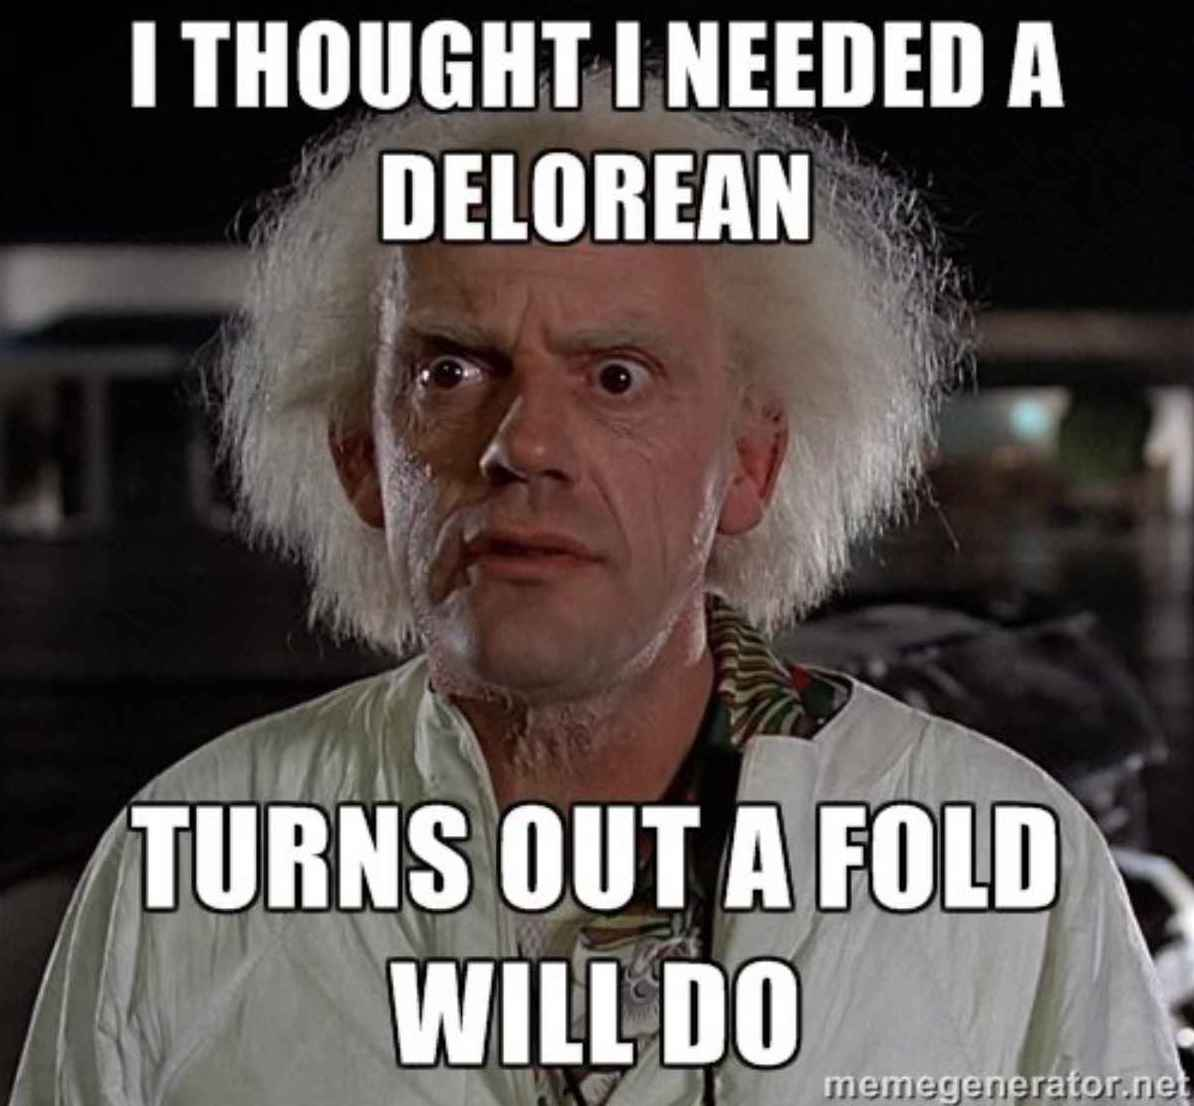 I THOUGHT I NEEDED A
DELOREAN
TURNS OUT A FOLD
WILL DO
memegenerator.net